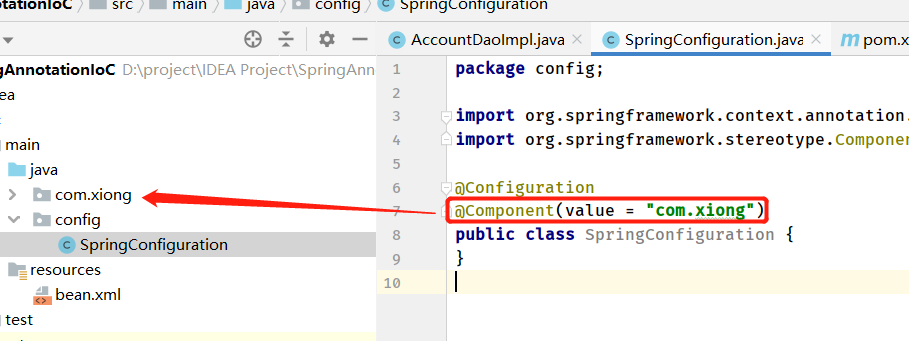 notationIoC > src > main > java > config > SpringConfiguration
AccountDaoImpl.java × SpringConfiguration.java × pom.x
gAnnotationIoC D:\project\IDEA Project\SpringAnn
ea
main
java
com.xiong
config
SpringConfiguration
resources
bean.xml
test
1 package config;
2
3 import org.springframework.context.annotation.
4 import org.springframework.stereotype.Component
5
6 @Configuration
7 @Component(value = "com.xiong")
8 public class SpringConfiguration {
9 }
10